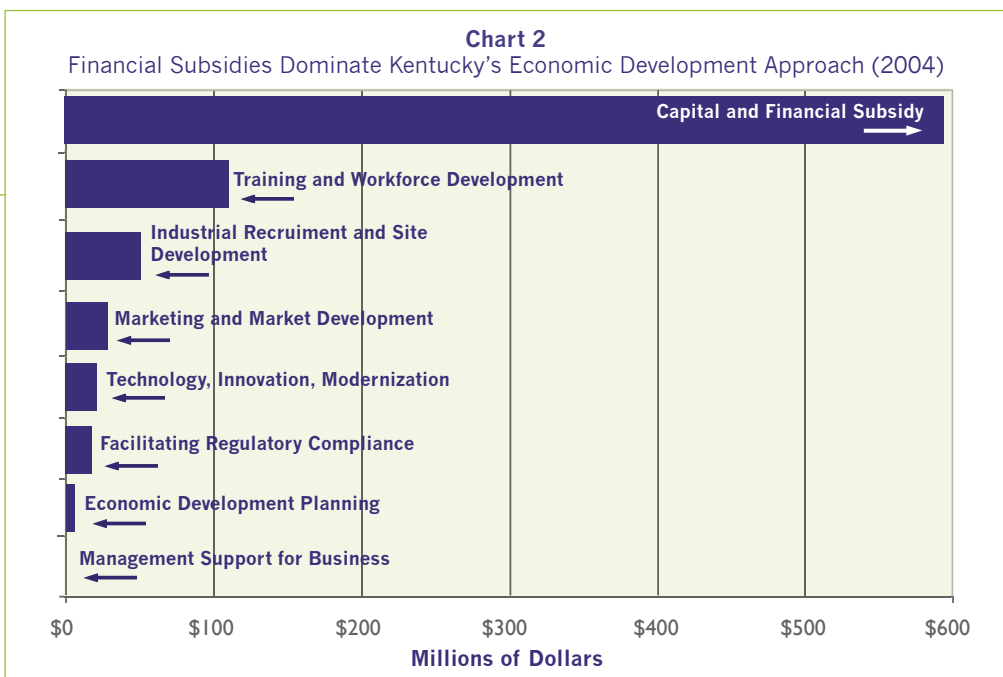 Chart 2
Financial Subsidies Dominate Kentucky's Economic Development Approach (2004)
Capital and Financial Subsidy
Training and Workforce Development
Industrial Recruiment and Site
Development
Marketing and Market Development
Technology, Innovation, Modernization
Facilitating Regulatory Compliance
Economic Development Planning
Management Support for Business
$0 $100 $200 $300 $400 $500 $600
Millions of Dollars